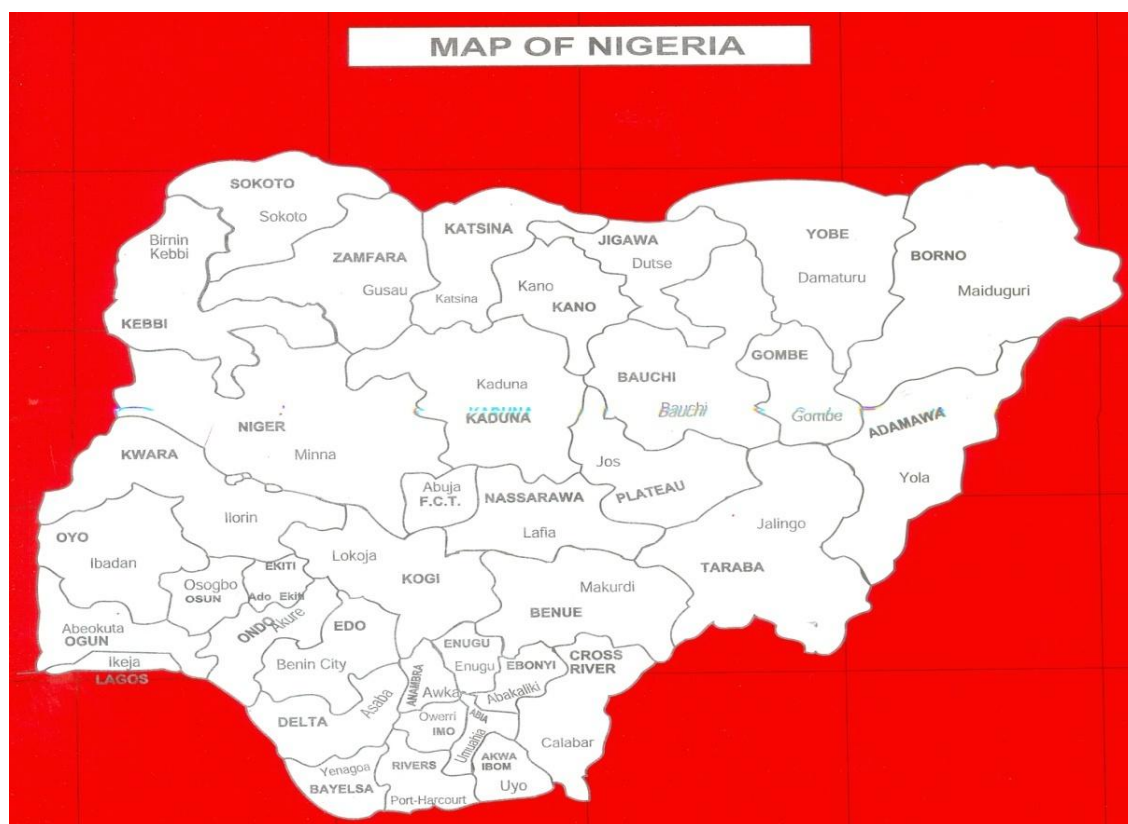 MAP OF NIGERIA
SOKOTO
Sokoto
Birnin
Kebbi
KEBBI
ZAMFARA
Gusau
KATSINA
Katsina
Kano
KANO
JIGAWA
Dutse
YOBE
Damaturu
BORNO
Maiduguri
Kaduna
KADUNA
BAUCHI
Bauchi
GOMBE
Gombe
ADAMAWA
Yola
NIGER
Minna
KWARA
Ilorin
Abuja
F.C.T.
NASSARAWA
Lafia
Jos
PLATEAU
Jalingo
TARABA
OYO
Ibadan
Osogbo
OSUN
EKITI
Ado Ekiti
Lokoja
KOGI
Makurdi
BENUE
Abeokuta
OGUN
Ikeja
LAGOS
ONDO
Akure
EDO
Benin City
DELTA
Asaba
ANAMBRA
Awka
ENUGU
Enugu
EBONYI
Abakaliki
CROSS
RIVER
Calabar
Owerri
IMO
ABIA
Umuahia
AKWA
IBOM
Uyo
RIVERS
Port-Harcourt
Yenagoa
BAYELSA